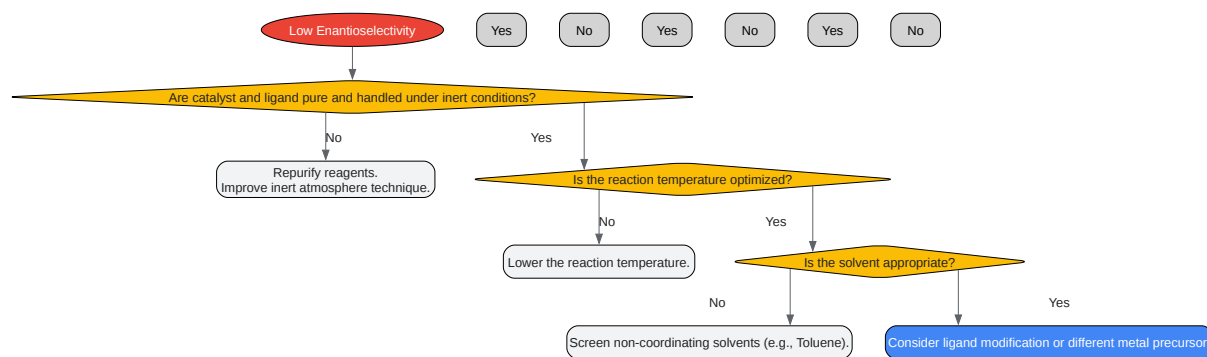 Low Enantioselectivity
Yes
No
Yes
No
Yes
No
Are catalyst and ligand pure and handled under inert conditions?
No
Yes
Repurify reagents.
Improve inert atmosphere technique.
Is the reaction temperature optimized?
No
Yes
Lower the reaction temperature.
Is the solvent appropriate?
No
Yes
Screen non-coordinating solvents (e.g., Toluene).
Consider ligand modification or different metal precursor